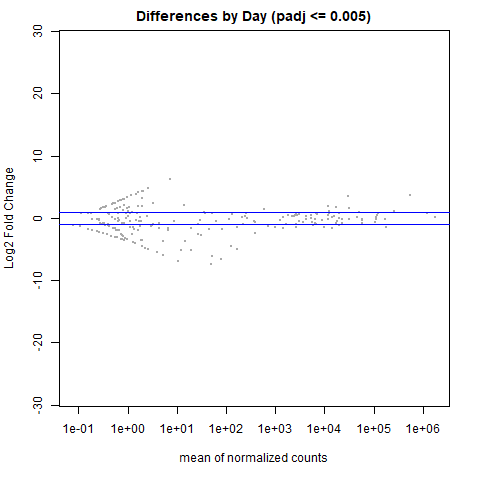 Differences by Day (padj <= 0.005)
Log2 Fold Change
30
20
10
0
-10
-20
-30
1e-01 1e+00 1e+01 1e+02 1e+03 1e+04 1e+05 1e+06
mean of normalized counts